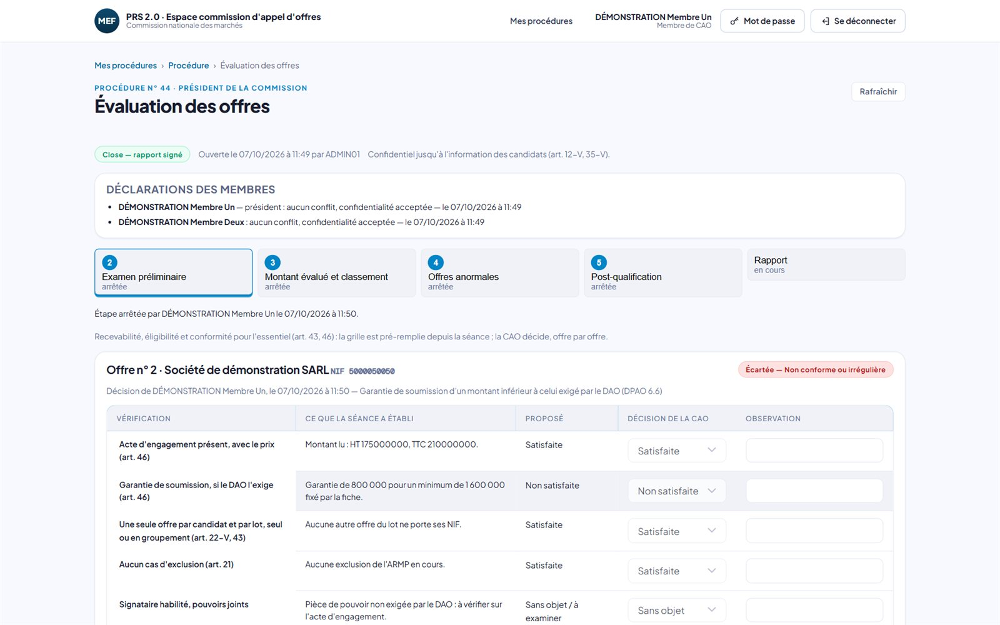 MEF
PRS 2.0 · Espace commission d'appel d'offres
Commission nationale des marchés
Mes procédures
DÉMONSTRATION Membre Un
Membre de CAO
Mot de passe
Se déconnecter
Mes procédures › Procédure › Évaluation des offres
PROCÉDURE N° 44 · PRÉSIDENT DE LA COMMISSION
Évaluation des offres
Rafraîchir
Close — rapport signé
Ouverte le 07/10/2026 à 11:49 par ADMIN01
Confidentiel jusqu'à l'information des candidats (art. 12-V, 35-V).
DÉCLARATIONS DES MEMBRES
• DÉMONSTRATION Membre Un — président : aucun conflit, confidentialité acceptée — le 07/10/2026 à 11:49
• DÉMONSTRATION Membre Deux : aucun conflit, confidentialité acceptée — le 07/10/2026 à 11:49
2
Examen préliminaire
arrêtée
3
Montant évalué et classement
arrêtée
4
Offres anormales
arrêtée
5
Post-qualification
arrêtée
Rapport
en cours
Étape arrêtée par DÉMONSTRATION Membre Un le 07/10/2026 à 11:50.
Recevabilité, éligibilité et conformité pour l'essentiel (art. 43, 46) : la grille est pré-remplie depuis la séance ; la CAO décide, offre par offre.
Offre n° 2 · Société de démonstration SARL NIF 5000050050
Écartée — Non conforme ou irrégulière
Décision de DÉMONSTRATION Membre Un, le 07/10/2026 à 11:50 — Garantie de soumission d'un montant inférieur à celui exigé par le DAO (DPAO 6.6)
VÉRIFICATION
CE QUE LA SÉANCE A ÉTABLI
PROPOSÉ
DÉCISION DE LA CAO
OBSERVATION
Acte d'engagement présent, avec le prix
(art. 46)
Montant lu : HT 175000000, TTC 210000000.
Satisfaite
Satisfaite
Garantie de soumission, si le DAO l'exige
(art. 46)
Garantie de 800 000 pour un minimum de 1 600 000
fixé par la fiche.
Non satisfaite
Non satisfaite
Une seule offre par candidat et par lot, seul
ou en groupement (art. 22-V, 43)
Aucune autre offre du lot ne porte ses NIF.
Satisfaite
Satisfaite
Aucun cas d'exclusion (art. 21)
Aucune exclusion de l'ARMP en cours.
Satisfaite
Satisfaite
Signataire habilité, pouvoirs joints
Pièce de pouvoir non exigée par le DAO : à vérifier sur
l'acte d'engagement.
Sans objet / à
examiner
Sans objet